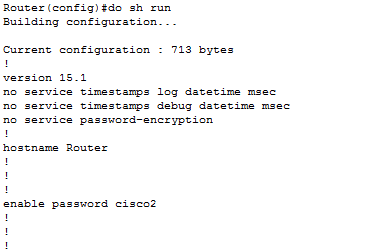 Router(config)#do sh run
Building configuration...
Current configuration : 713 bytes
!
version 15.1
no service timestamps log datetime msec
no service timestamps debug datetime msec
no service password-encryption
!
hostname Router
!
!
!
enable password cisco2
!
!
!